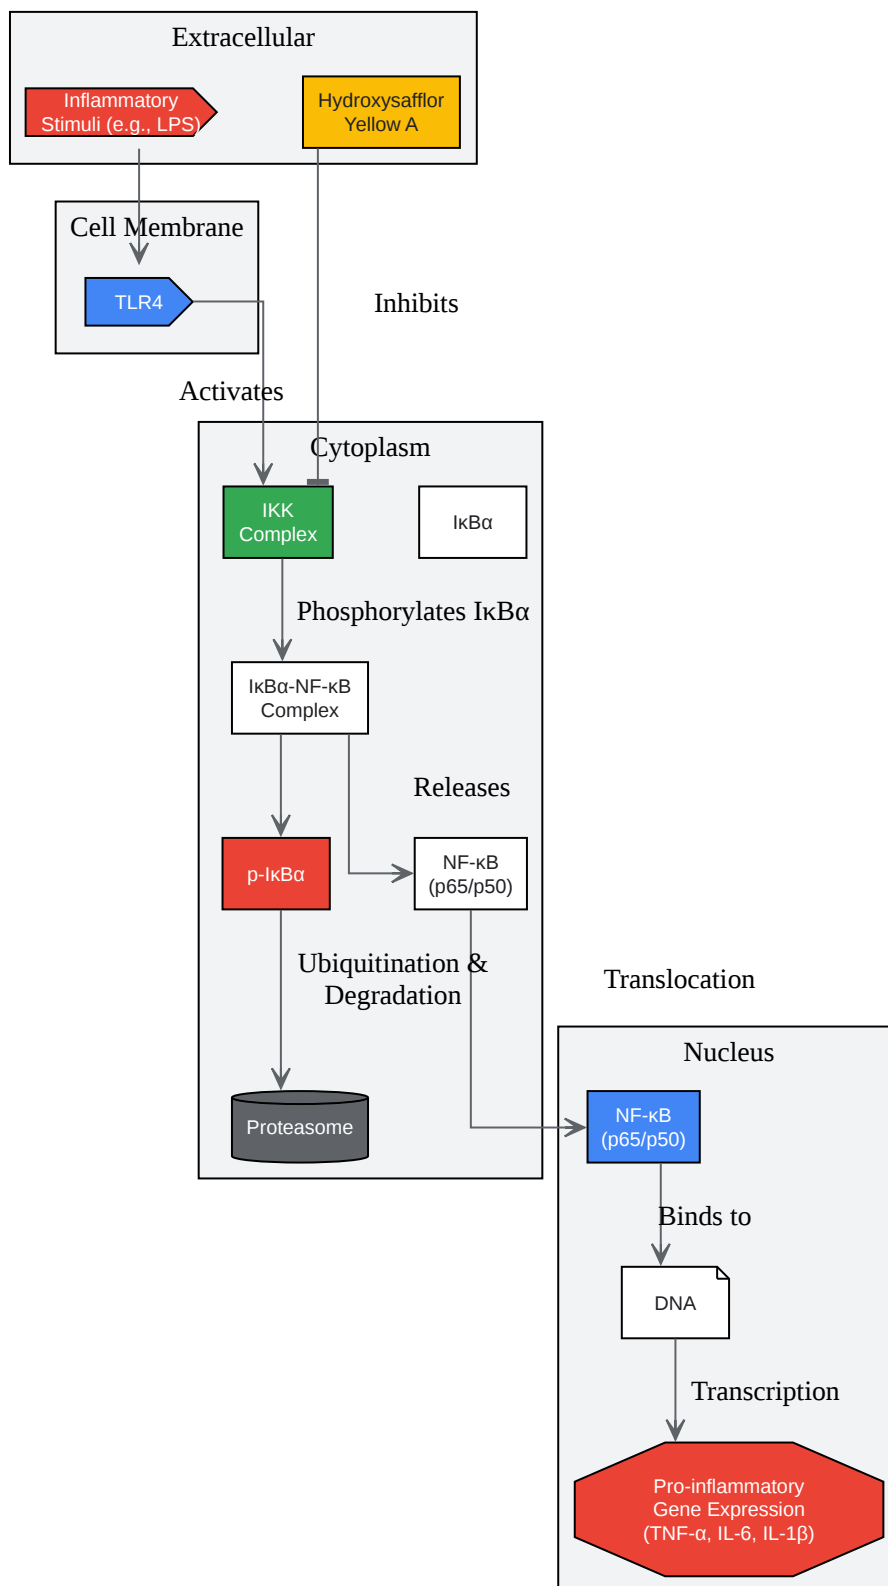 Extracellular
Inflammatory
Stimuli (e.g., LPS)
Hydroxysafflor
Yellow A
Cell Membrane
TLR4
Inhibits
Activates
Cytoplasm
IKK
Complex
IκBα
Phosphorylates IκBα
IκBα-NF-κB
Complex
Releases
p-IκBα
NF-κB
(p65/p50)
Ubiquitination &
Degradation
Translocation
Nucleus
Proteasome
NF-κB
(p65/p50)
Binds to
DNA
Transcription
Pro-inflammatory
Gene Expression
(TNF-α, IL-6, IL-1β)